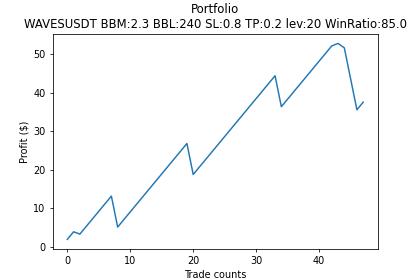 Portfolio
WAVESUSDT BBM:2.3 BBL:240 SL:0.8 TP:0.2 lev:20 WinRatio:85.0
Profit ($)
50
40
30
20
10
0
0 10 20 30 40
Trade counts